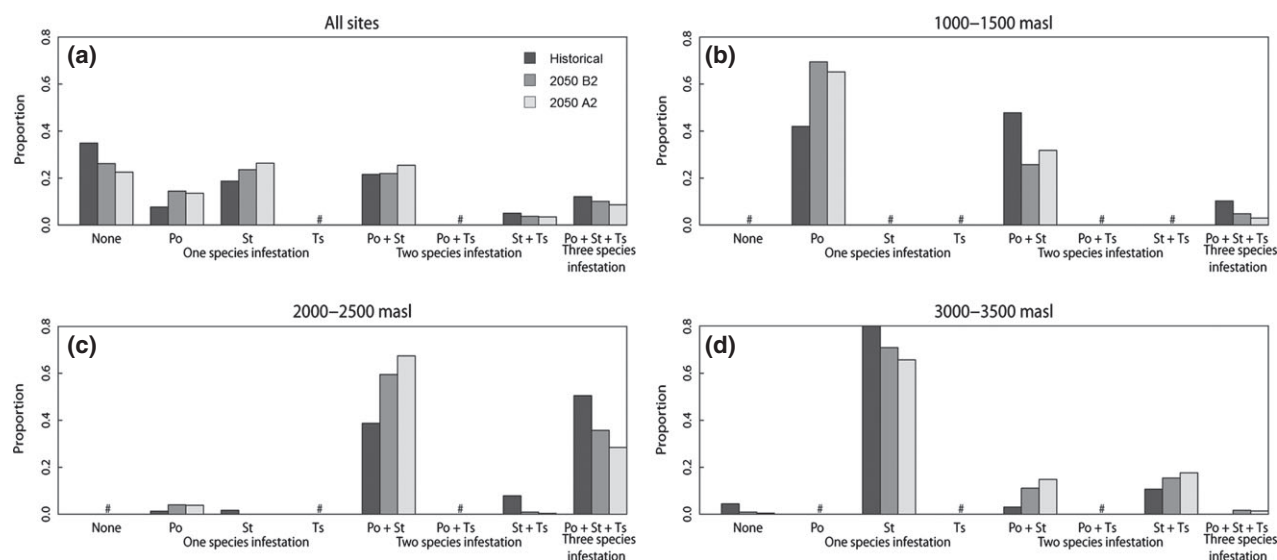 All sites
(a)
Proportion
0.0 0.2 0.4 0.6 0.8
Historical
2050 B2
2050 A2
# #
None Po St Ts Po + St Po + Ts St + Ts Po + St + Ts
One species infestation Two species infestation Three species
infestation
1000–1500 masl
(b)
Proportion
0.0 0.2 0.4 0.6 0.8
# # # # #
None Po St Ts Po + St Po + Ts St + Ts Po + St + Ts
One species infestation Two species infestation Three species
infestation
2000–2500 masl
(c)
Proportion
0.0 0.2 0.4 0.6 0.8
# # #
None Po St Ts Po + St Po + Ts St + Ts Po + St + Ts
One species infestation Two species infestation Three species
infestation
3000–3500 masl
(d)
Proportion
0.0 0.2 0.4 0.6 0.8
# # #
None Po St Ts Po + St Po + Ts St + Ts Po + St + Ts
One species infestation Two species infestation Three species
infestation